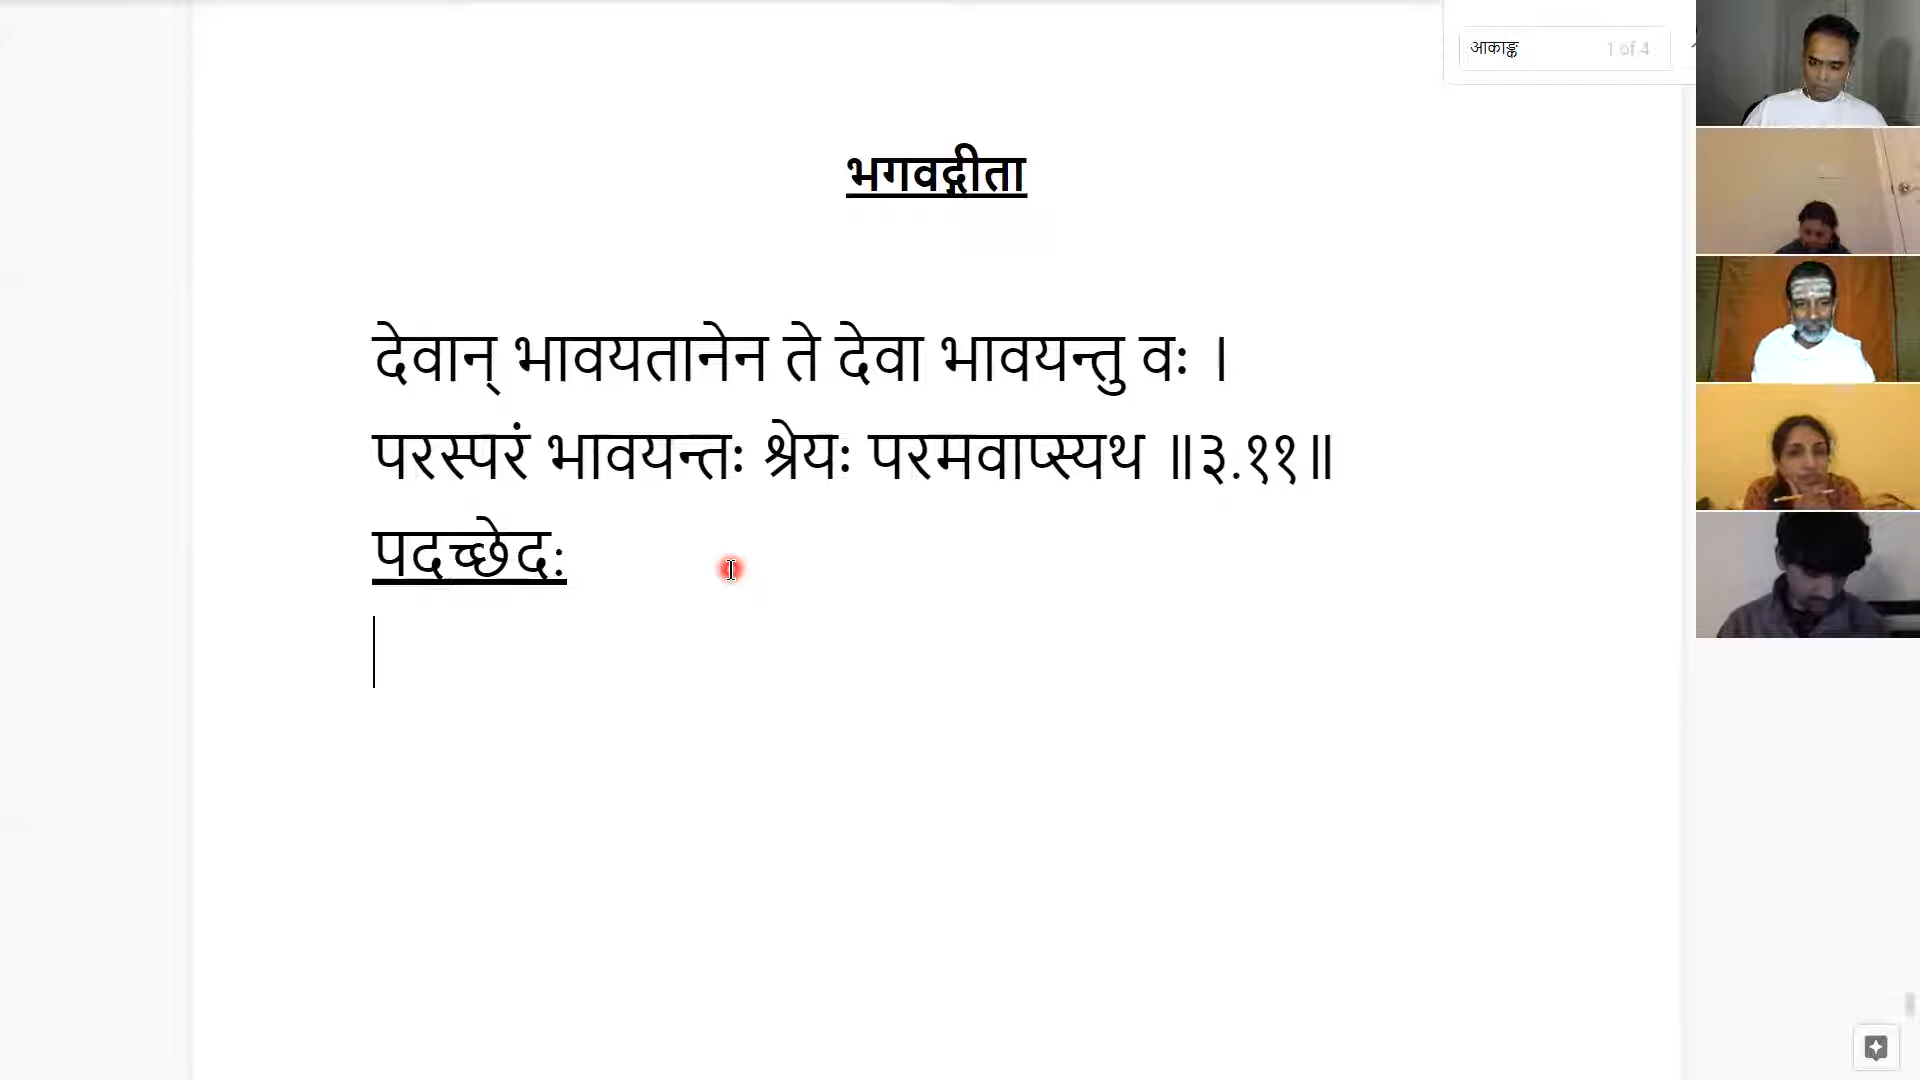 आकाङ्क 1 of 4
भगवद्गीता
देवान् भावयतानेन ते देवा भावयन्तु वः ।
परस्परं भावयन्तः श्रेयः परमवाप्स्यथ ॥३.११॥
पदच्छेदः